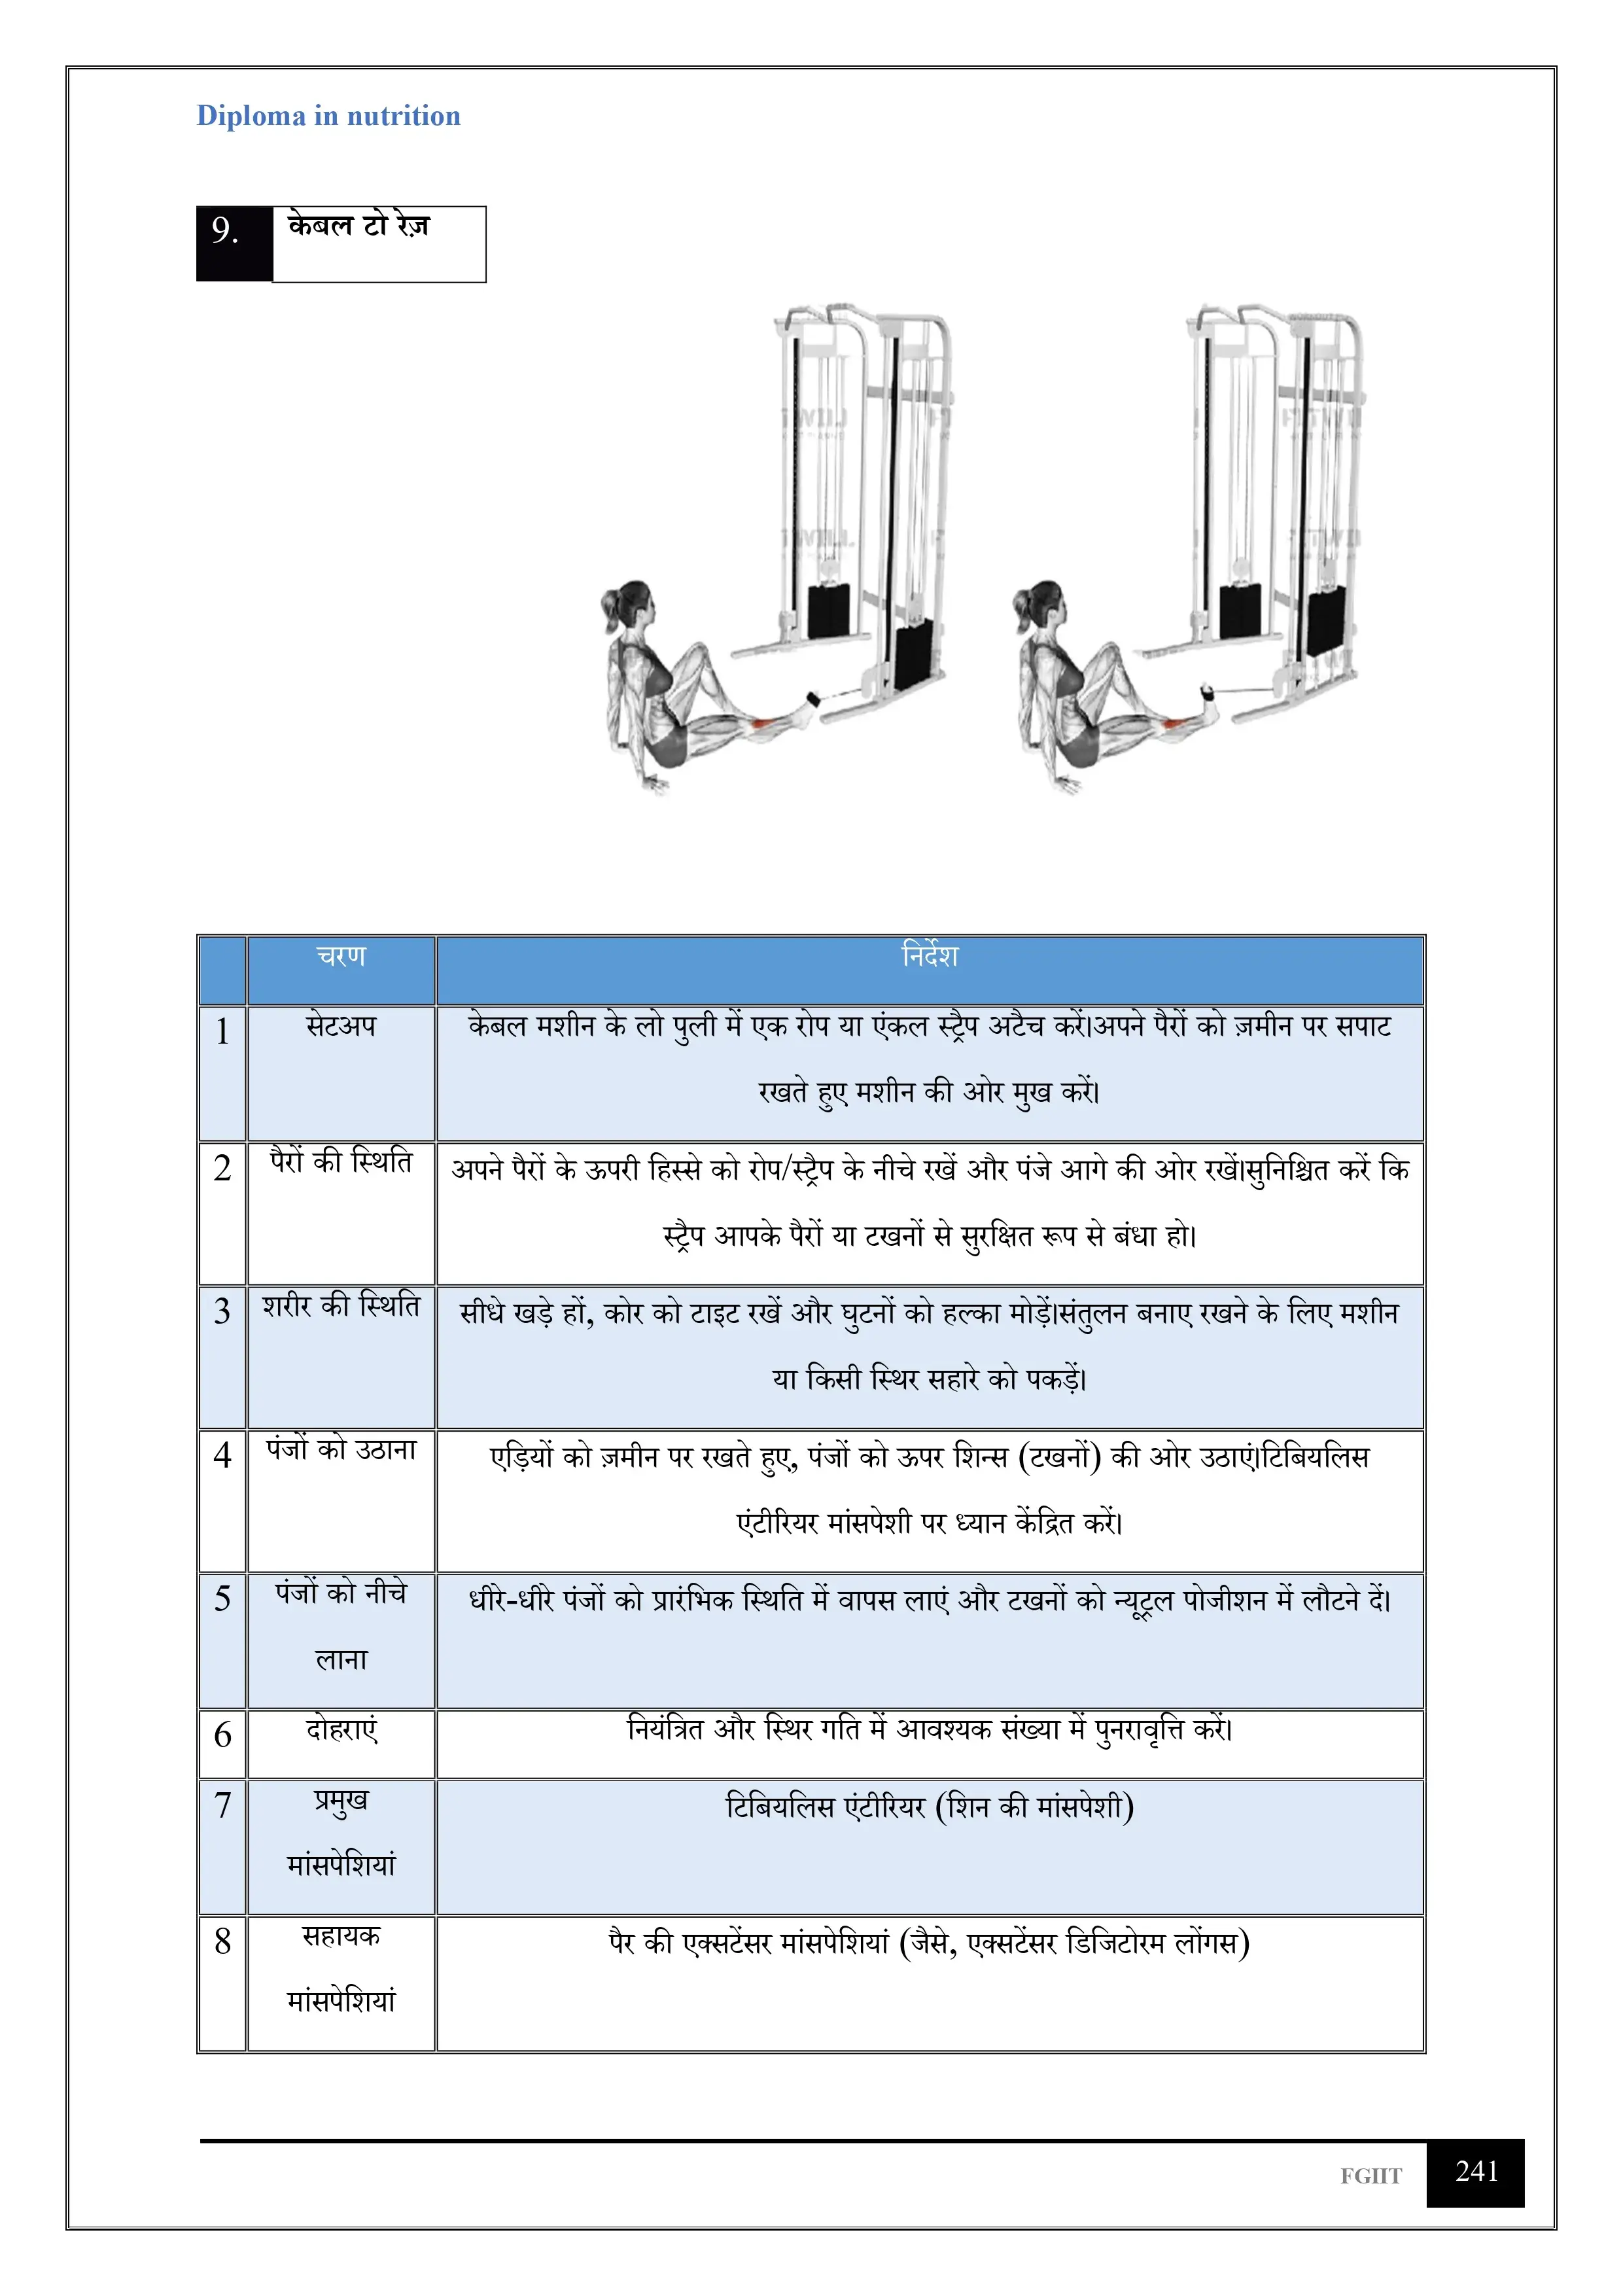 Diploma in nutrition
9. केबल टो रेज़
चरण निर्देश
1 सेटअप केबल मशीन के लो पुली में एक रोप या एंकल स्ट्रैप अटैच करें।अपने पैरों को ज़मीन पर सपाट
रखते हुए मशीन की ओर मुख करें।
2 पैरों की स्थिति अपने पैरों के ऊपरी हिस्से को रोप/स्ट्रैप के नीचे रखें और पंजे आगे की ओर रखें।सुनिश्चित करें कि
स्ट्रैप आपके पैरों या टखनों से सुरक्षित रूप से बंधा हो।
3 शरीर की स्थिति सीधे खड़े हों, कोर को टाइट रखें और घुटनों को हल्का मोड़ें।संतुलन बनाए रखने के लिए मशीन
या किसी स्थिर सहारे को पकड़ें।
4 पंजों को उठाना एड़ियों को ज़मीन पर रखते हुए, पंजों को ऊपर शिन्स (टखनों) की ओर उठाएं।टिबियलिस
एंटीरियर मांसपेशी पर ध्यान केंद्रित करें।
5 पंजों को नीचे धीरे-धीरे पंजों को प्रारंभिक स्थिति में वापस लाएं और टखनों को न्यूट्रल पोजीशन में लौटने दें।
लाना
6 दोहराएं नियंत्रित और स्थिर गति में आवश्यक संख्या में पुनरावृत्ति करें।
7 प्रमुख टिबियलिस एंटीरियर (शिन की मांसपेशी)
मांसपेशियां
8 सहायक पैर की एक्सटेंसर मांसपेशियां (जैसे, एक्सटेंसर डिजिटोरम लोंगस)
मांसपेशियां
FGIIT 241